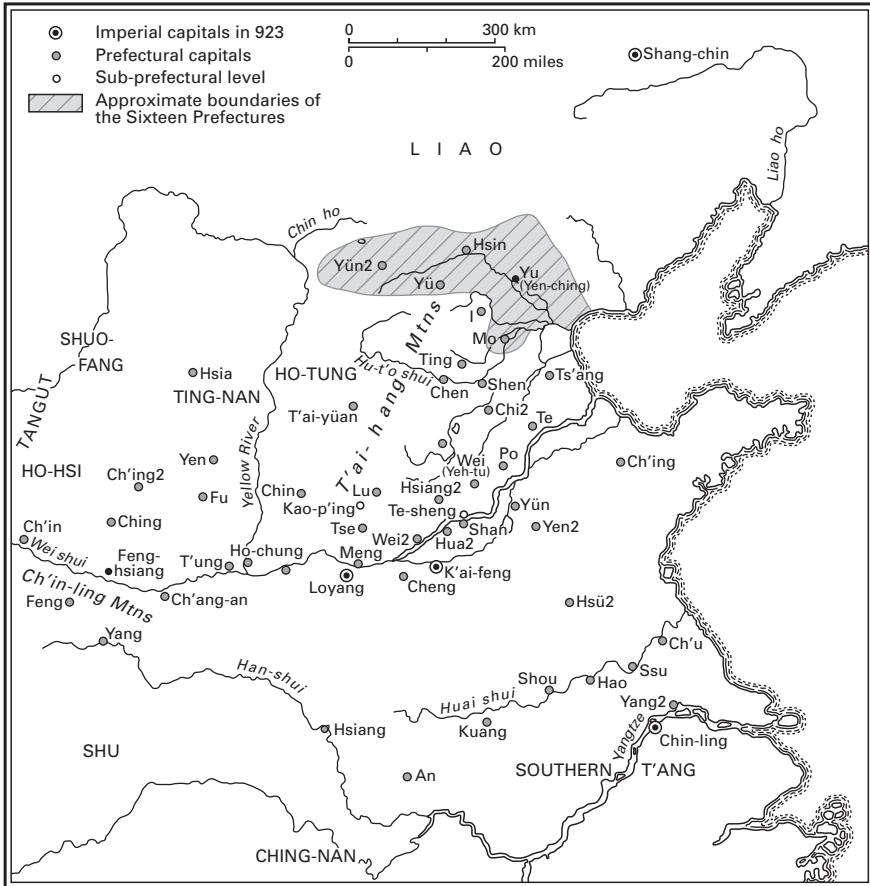 Imperial capitals in 923
Prefectural capitals
Sub-prefectural level
Approximate boundaries of
the Sixteen Prefectures
0 300 km
0 200 miles
Shang-chin
LIAO
Liao ho
Chin ho
Hsin
Yün2
Yü
Yu
(Yen-ching)
I
Mo
SHUO-
FANG
TANGUT
Hsia
TING-NAN
HO-TUNG
T'ai-hang Mtns
Ting
Hu-t'o shui
Chen
Shen
Ts'ang
T'ai-yüan
Chi2
Te
Yellow River
HO-HSI
Yen
Ch'ing2
Fu
Chin
Lu
Kao-p'ing
Wei
(Yeh-tu)
Po
Ch'ing
Hsiang2
Te-sheng
Yün
Ching
Ch'in
Wei shui
Tse
Wei2
Hua2
Shan
Yen2
Feng-
hsiang
T'ung
Ho-chung
Meng
Loyang
K'ai-feng
Cheng
Ch'in-ling Mtns
Feng
Ch'ang-an
Hsü2
Yang
Han-shui
Ch'u
Ssu
Hao
Shou
Huai shui
Kuang
Yang2
Yangtze
Chin-ling
Hsiang
SHU
An
SOUTHERN T'ANG
CHING-NAN